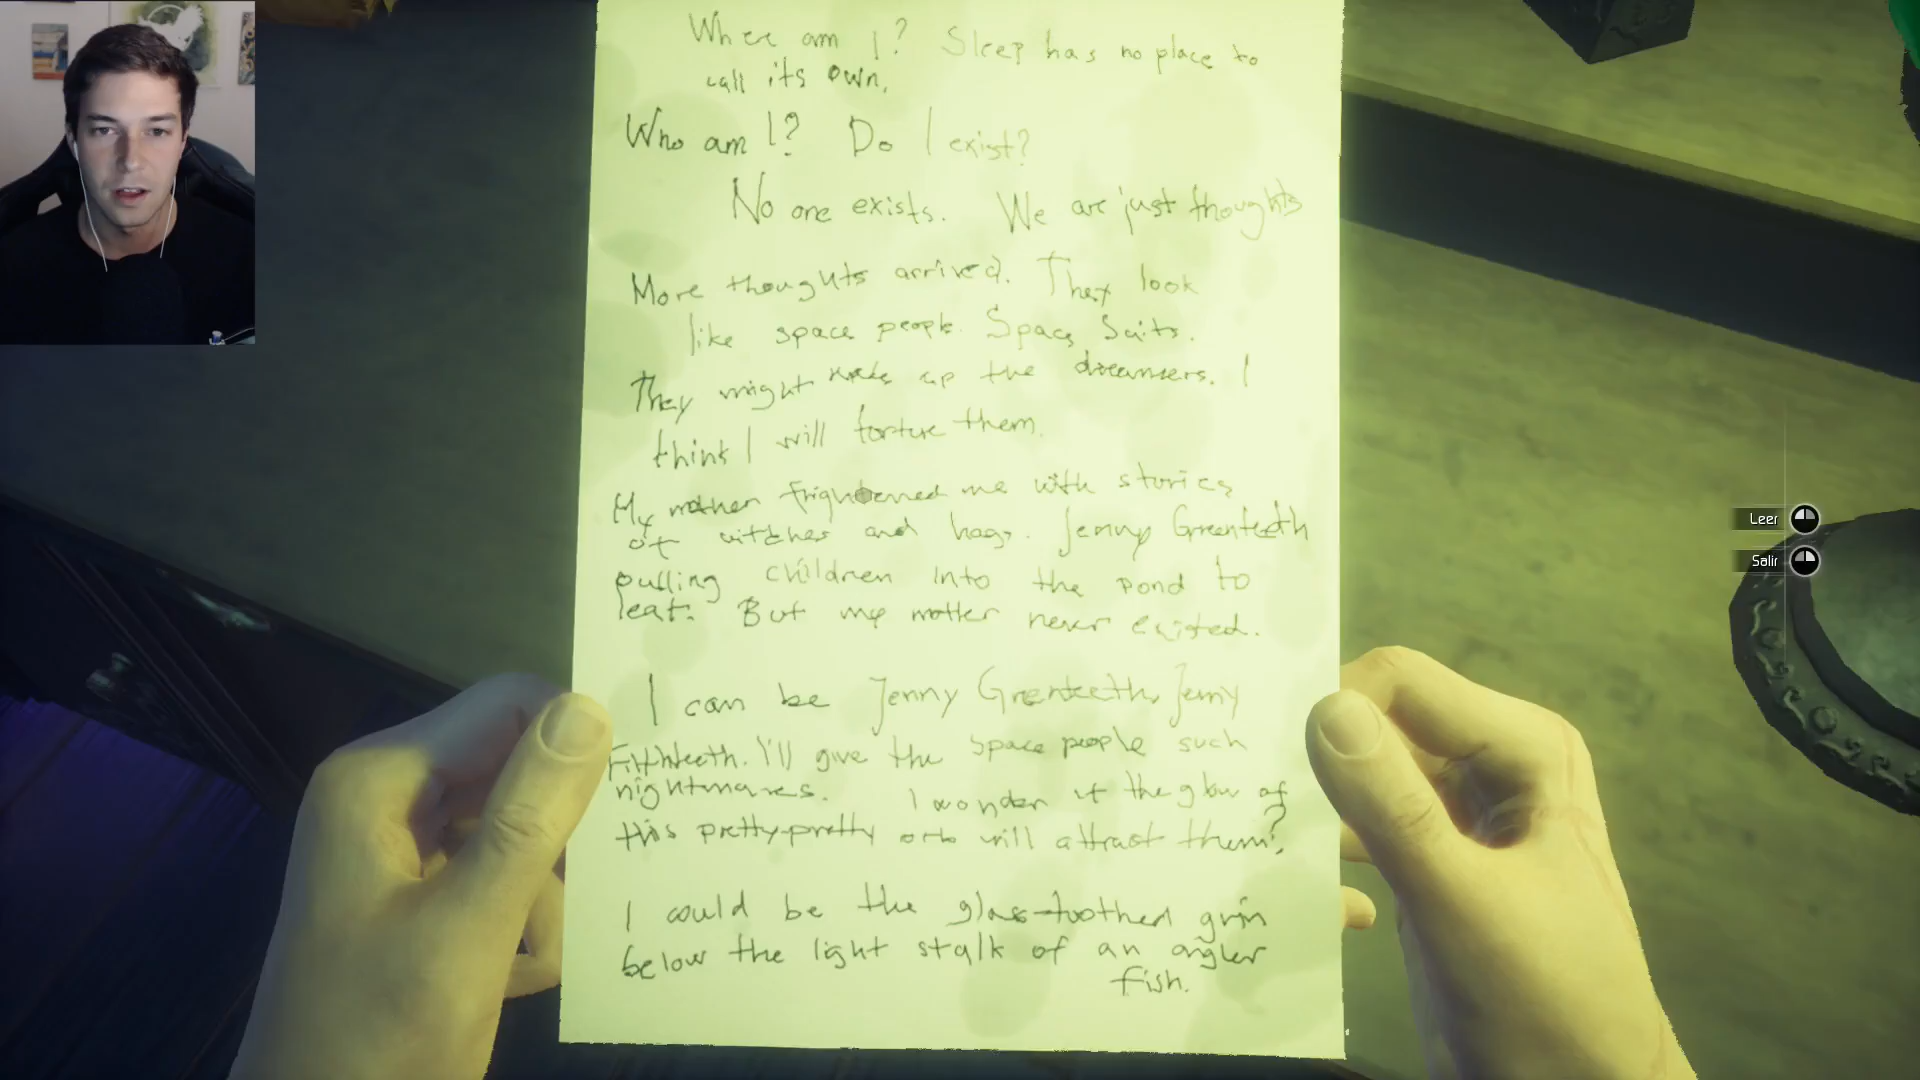 Where am I? Sleep has no place to
call its own.
Who am I? Do I exist?
No one exists. We are just thoughts
More thoughts arrived. They look
like space people. Space Suits.
They might wake up the dreamers. I
think I will torture them.
My mother frightened me with stories
of witches and hags. Jenny Greenteeth
pulling children into the pond to
eat. But my mother never existed.
I can be Jenny Greenteeth, Jenny
Filthteeth. I'll give the space people such
nightmares. I wonder if the glow of
this pretty-pretty orb will attract them?
I could be the glass-toothed grin
below the light stalk of an angler
fish.
Leer
Salir